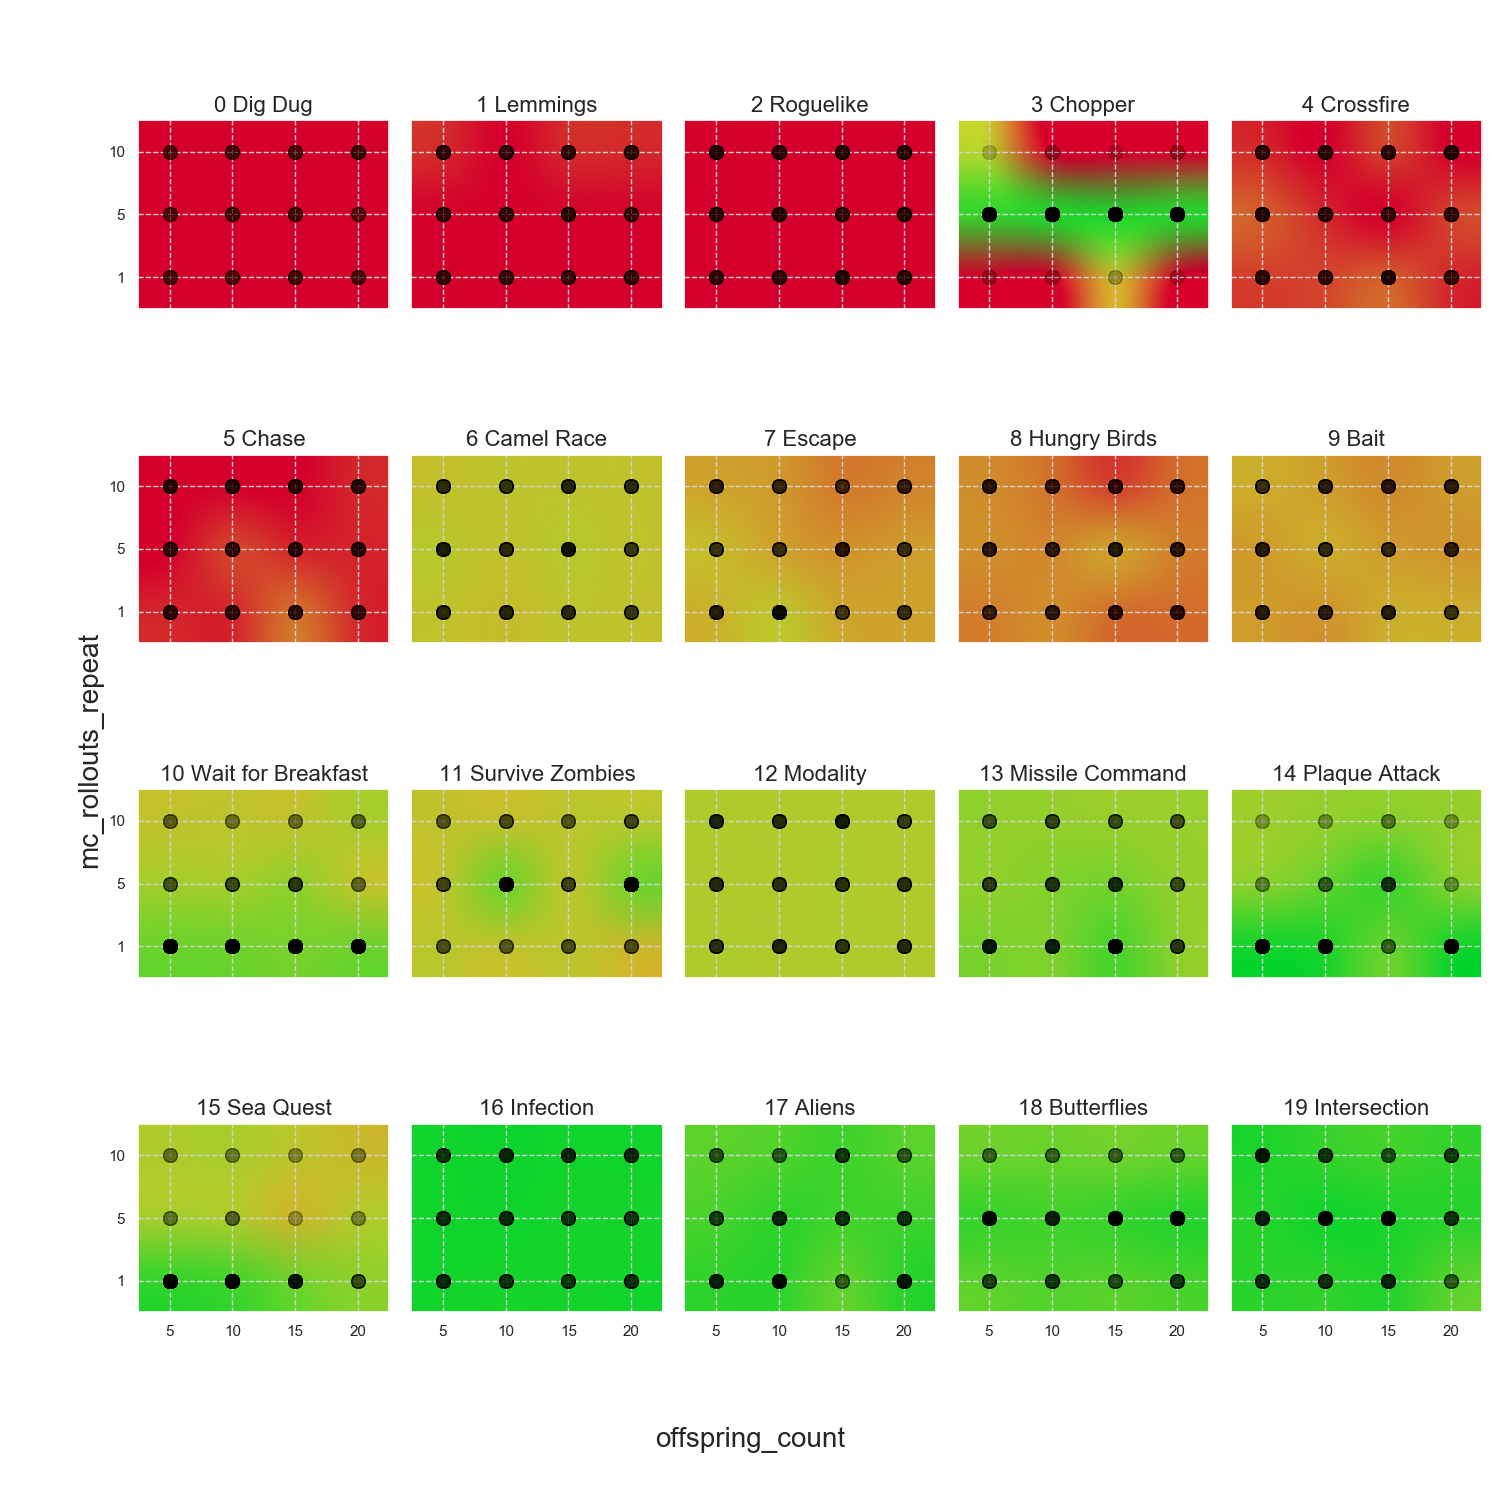 0 Dig Dug
1 Lemmings
2 Roguelike
3 Chopper
4 Crossfire
10
5
1
5 Chase
6 Camel Race
7 Escape
8 Hungry Birds
9 Bait
10
5
1
mc_rollouts_repeat
10 Wait for Breakfast
11 Survive Zombies
12 Modality
13 Missile Command
14 Plaque Attack
10
5
1
15 Sea Quest
16 Infection
17 Aliens
18 Butterflies
19 Intersection
10
5
1
5 10 15 20
5 10 15 20
5 10 15 20
5 10 15 20
5 10 15 20
offspring_count